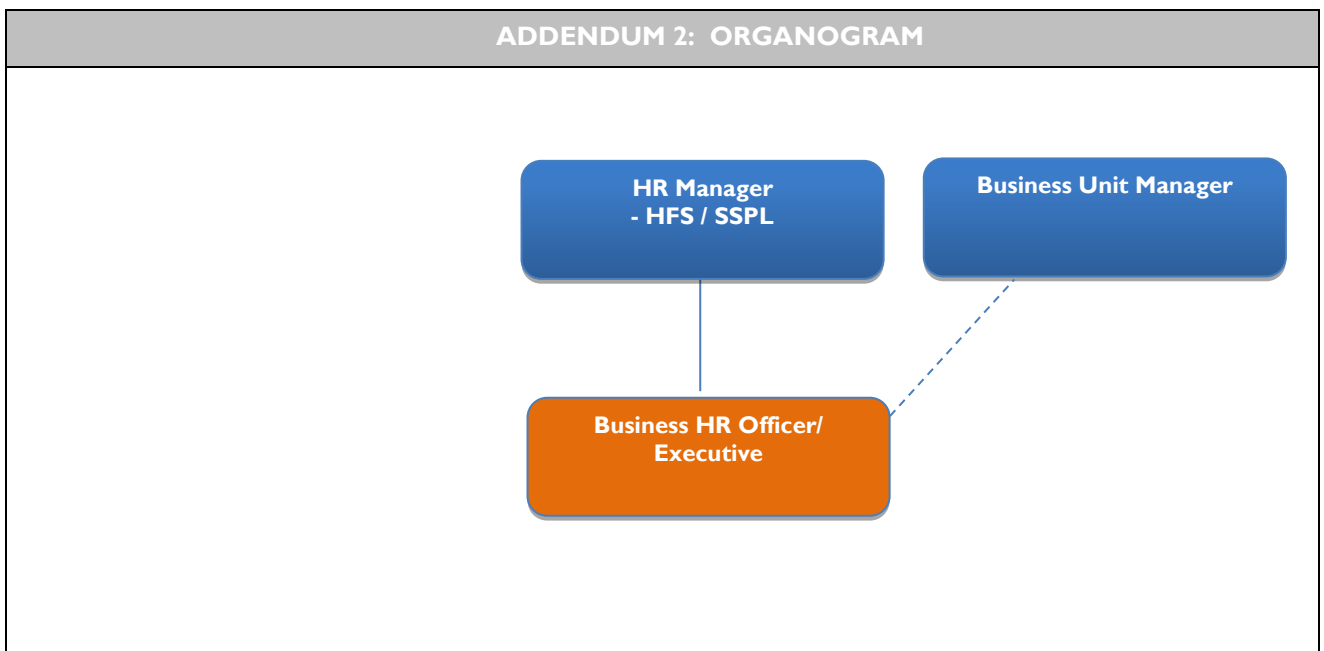 ADDENDUM 2: ORGANOGRAM
HR Manager
- HFS / SSPL
Business Unit Manager
Business HR Officer/
Executive